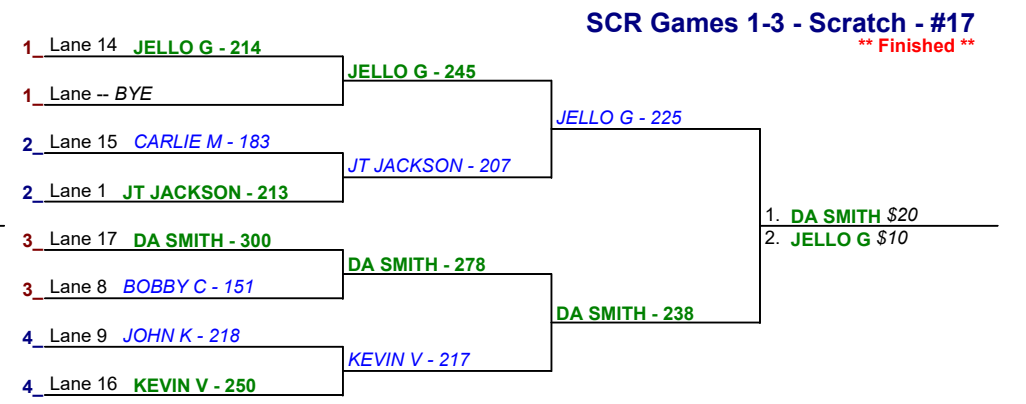 SCR Games 1-3 - Scratch - #17
** Finished **
1_ Lane 14 JELLO G - 214
JELLO G - 245
1_ Lane -- BYE
JELLO G - 225
2_ Lane 15 CARLIE M - 183
JT JACKSON - 207
2_ Lane 1 JT JACKSON - 213
1. DA SMITH $20
2. JELLO G $10
3_ Lane 17 DA SMITH - 300
DA SMITH - 278
3_ Lane 8 BOBBY C - 151
DA SMITH - 238
4_ Lane 9 JOHN K - 218
KEVIN V - 217
4_ Lane 16 KEVIN V - 250